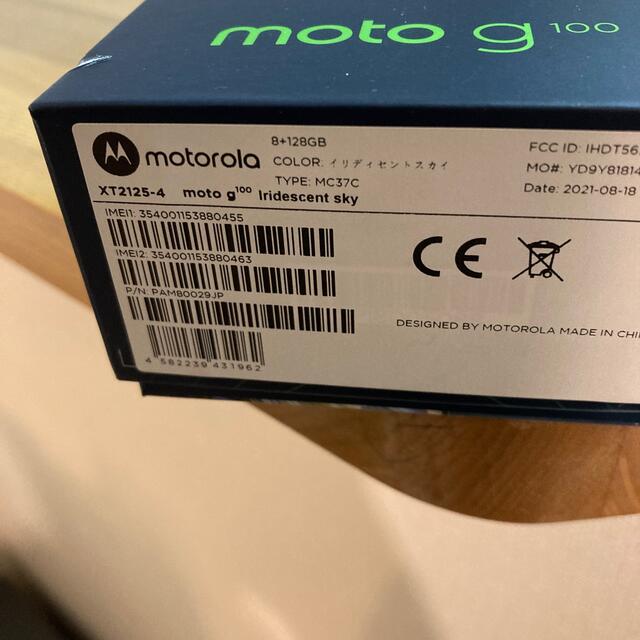 moto g 100
motorola
8+128GB
COLOR: イリディセントスカイ
TYPE: MC37C
XT2125-4 moto g100 Iridescent sky
IMEI1: 354001153880455
IMEI2: 354001153880463
P/N: PAM80029JP
4 582239 431962
FCC ID: IHDT56
MO#: YD9Y81814
Date: 2021-08-18
CE
DESIGNED BY MOTOROLA MADE IN CHI